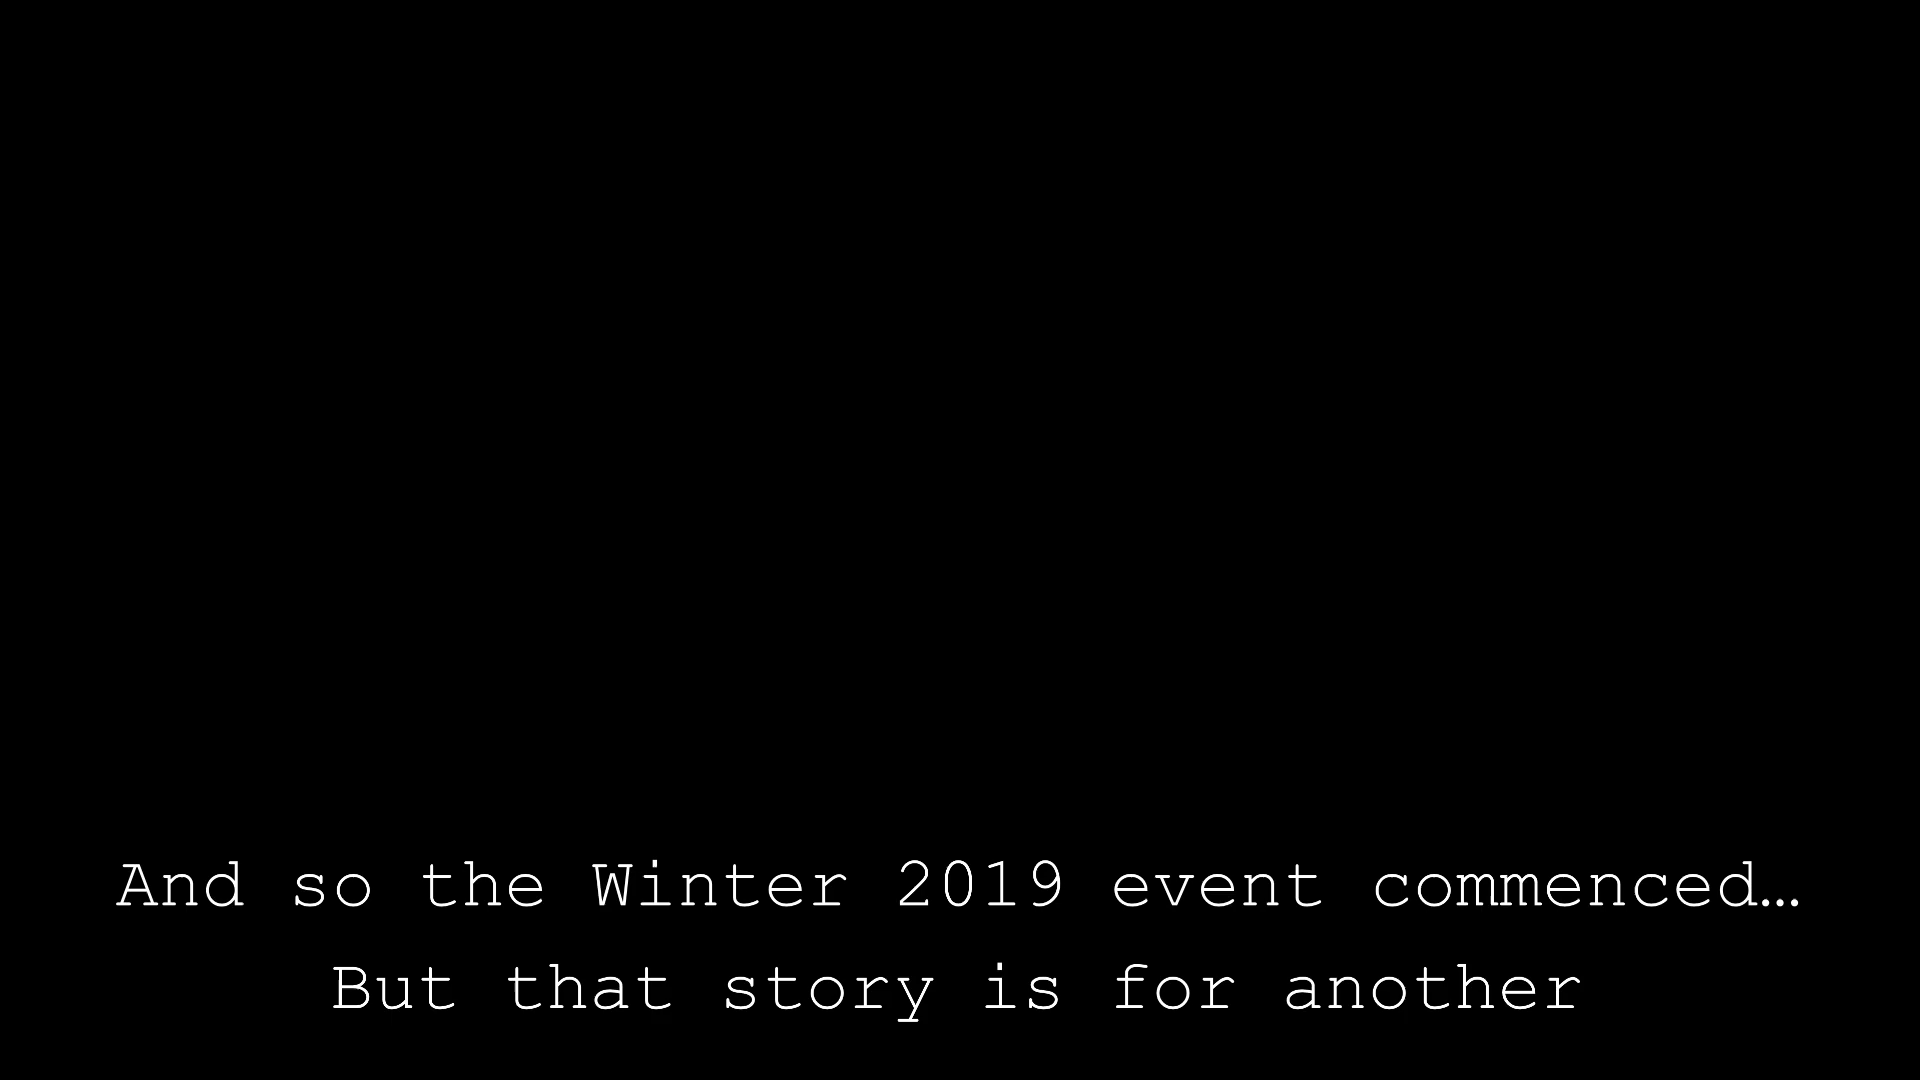 And so the Winter 2019 event commenced…
But that story is for another